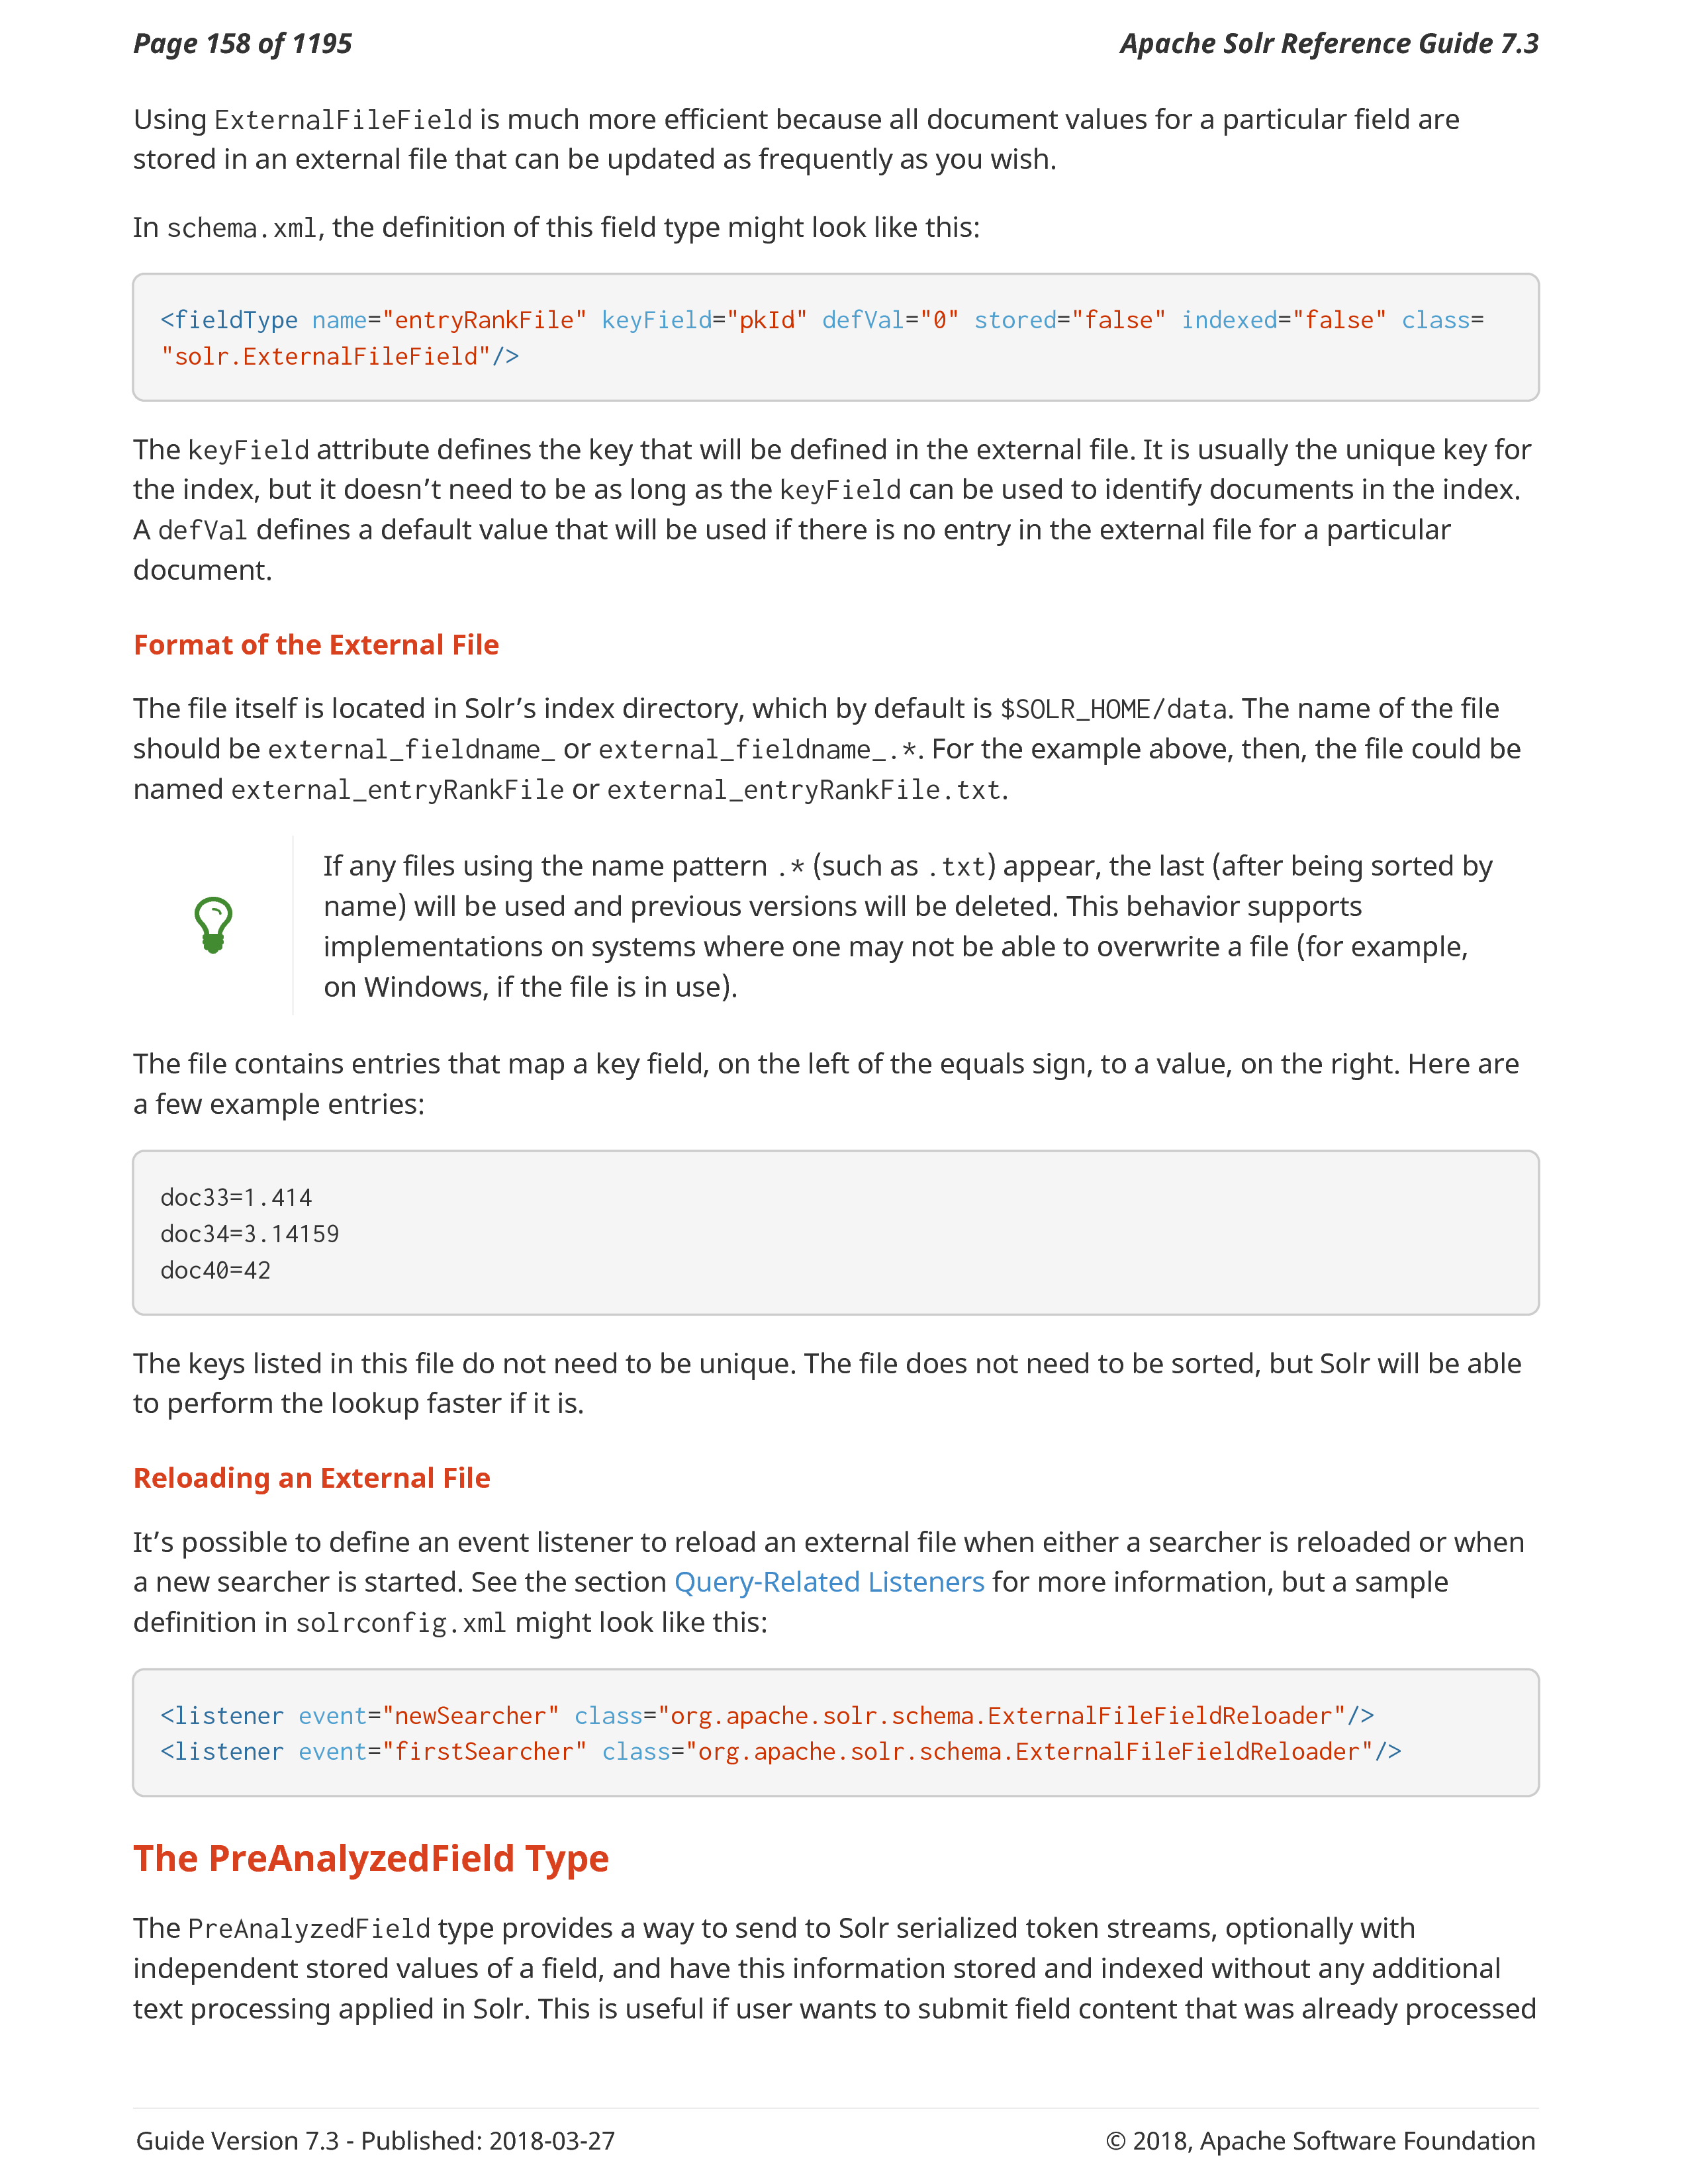 Page 158 of 1195
Apache Solr Reference Guide 7.3
Using ExternalFileField is much more efficient because all document values for a particular field are
stored in an external file that can be updated as frequently as you wish.
In schema.xml, the definition of this field type might look like this:
<fieldType name="entryRankFile" keyField="pkId" defVal="0" stored="false" indexed="false" class=
"solr.ExternalFileField"/>
The keyField attribute defines the key that will be defined in the external file. It is usually the unique key for
the index, but it doesn’t need to be as long as the keyField can be used to identify documents in the index.
A defVal defines a default value that will be used if there is no entry in the external file for a particular
document.
Format of the External File
The file itself is located in Solr’s index directory, which by default is $SOLR_HOME/data. The name of the file
should be external_fieldname_ or external_fieldname_.*. For the example above, then, the file could be
named external_entryRankFile or external_entryRankFile.txt.
If any files using the name pattern .* (such as .txt) appear, the last (after being sorted by
name) will be used and previous versions will be deleted. This behavior supports
implementations on systems where one may not be able to overwrite a file (for example,
on Windows, if the file is in use).
The file contains entries that map a key field, on the left of the equals sign, to a value, on the right. Here are
a few example entries:
doc33=1.414
doc34=3.14159
doc40=42
The keys listed in this file do not need to be unique. The file does not need to be sorted, but Solr will be able
to perform the lookup faster if it is.
Reloading an External File
It’s possible to define an event listener to reload an external file when either a searcher is reloaded or when
a new searcher is started. See the section Query-Related Listeners for more information, but a sample
definition in solrconfig.xml might look like this:
<listener event="newSearcher" class="org.apache.solr.schema.ExternalFileFieldReloader"/>
<listener event="firstSearcher" class="org.apache.solr.schema.ExternalFileFieldReloader"/>
The PreAnalyzedField Type
The PreAnalyzedField type provides a way to send to Solr serialized token streams, optionally with
independent stored values of a field, and have this information stored and indexed without any additional
text processing applied in Solr. This is useful if user wants to submit field content that was already processed
Guide Version 7.3 - Published: 2018-03-27
© 2018, Apache Software Foundation